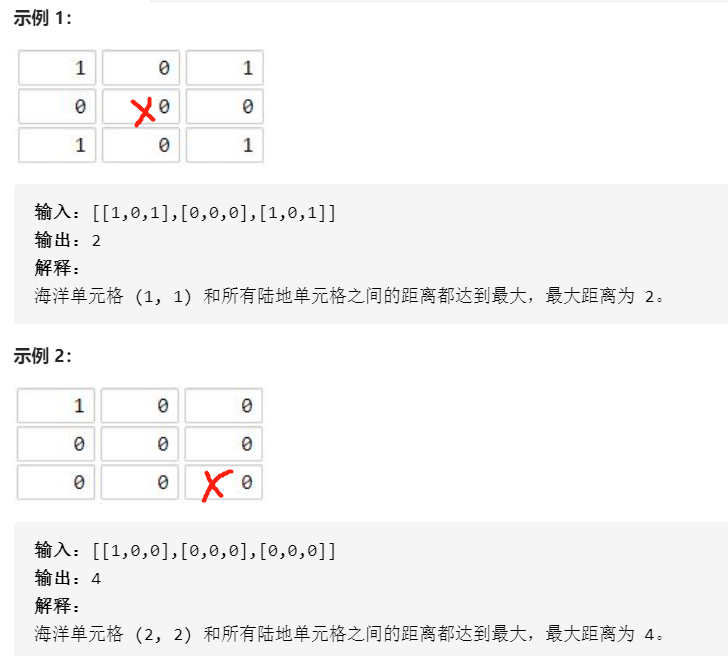 示例 1：
1 0 1
0 0 0
1 0 1
输入：[[1,0,1],[0,0,0],[1,0,1]]
输出：2
解释：
海洋单元格 (1, 1) 和所有陆地单元格之间的距离都达到最大，最大距离为 2。
示例 2：
1 0 0
0 0 0
0 0 0
输入：[[1,0,0],[0,0,0],[0,0,0]]
输出：4
解释：
海洋单元格 (2, 2) 和所有陆地单元格之间的距离都达到最大，最大距离为 4。